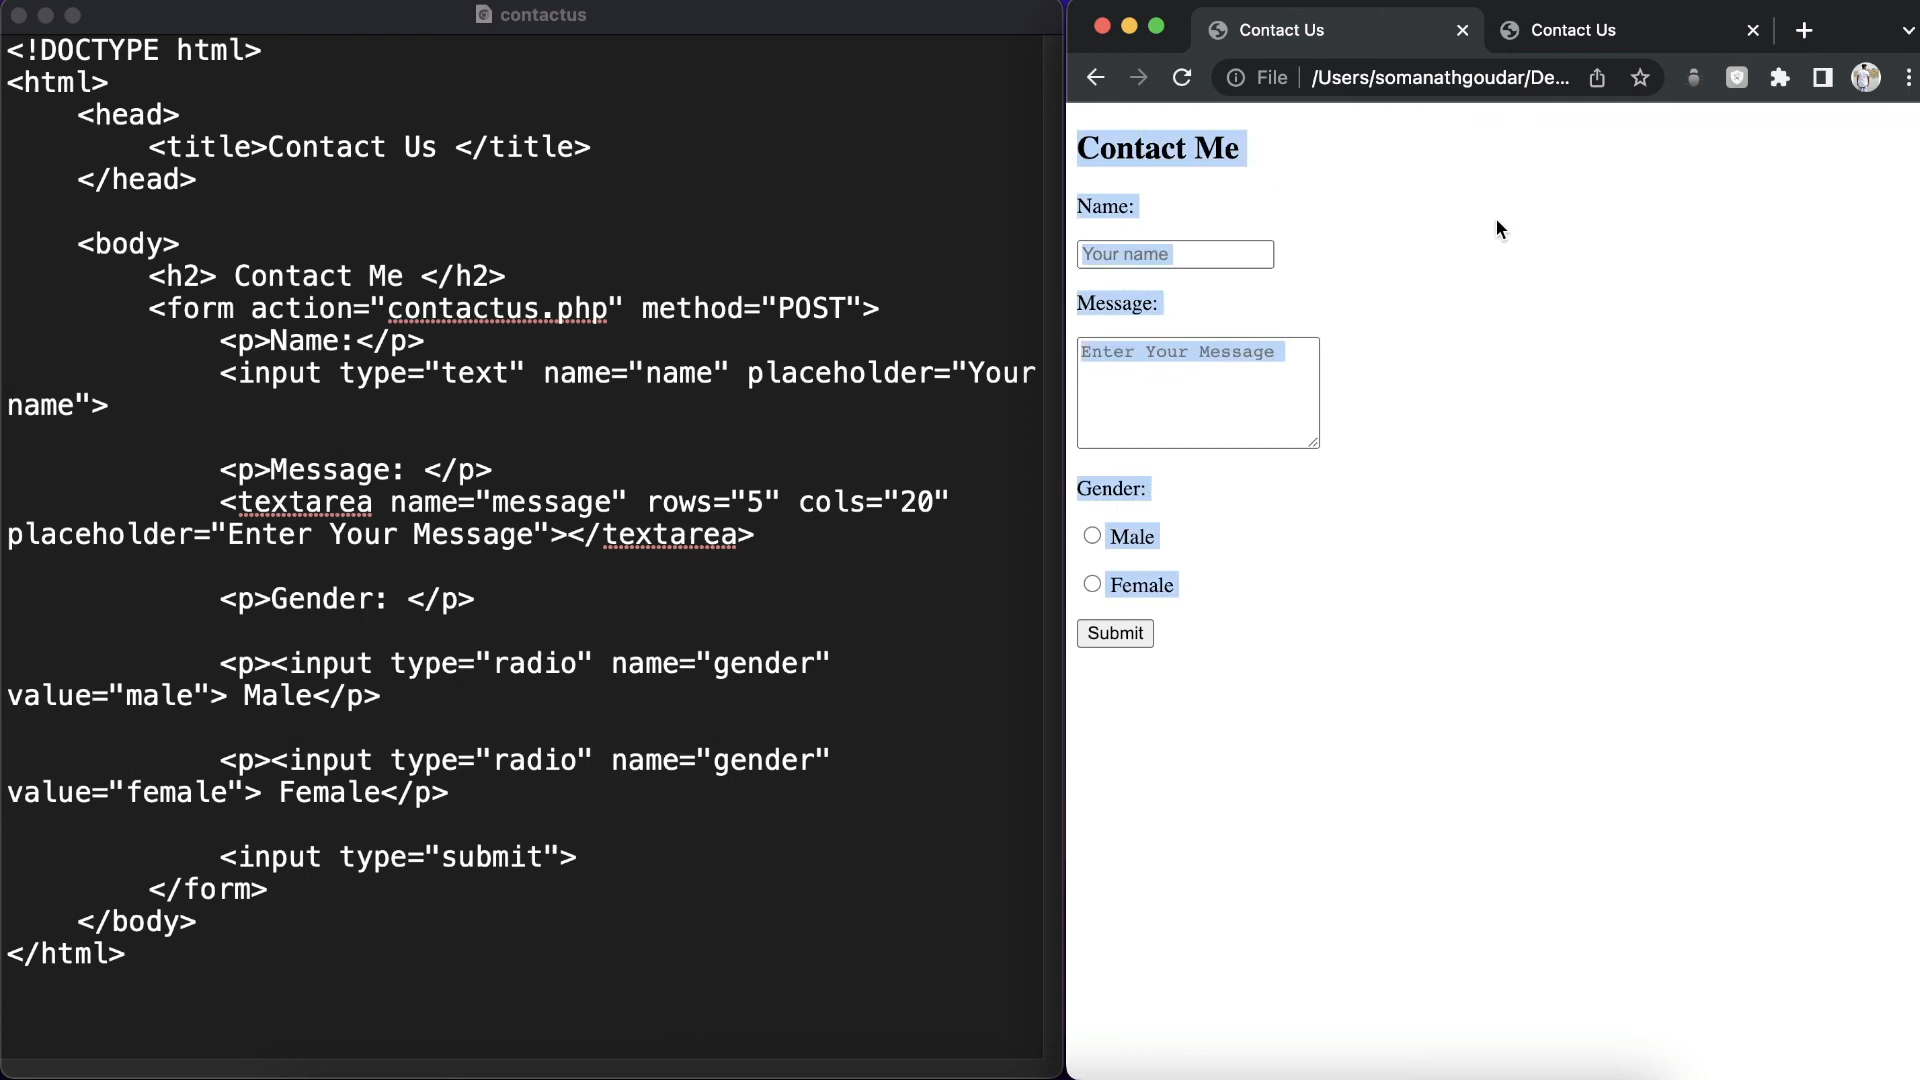 contactus
<!DOCTYPE html>
<html>
<head>
<title>Contact Us </title>
</head>
<body>
<h2> Contact Me </h2>
<form action="contactus.php" method="POST">
<p>Name:</p>
<input type="text" name="name" placeholder="Your
name">
<p>Message: </p>
<textarea name="message" rows="5" cols="20"
placeholder="Enter Your Message"></textarea>
<p>Gender: </p>
<p><input type="radio" name="gender"
value="male"> Male</p>
<p><input type="radio" name="gender"
value="female"> Female</p>
<input type="submit">
</form>
</body>
</html>
Contact Us
Contact Us
File
/Users/somanathgoudar/De...
Contact Me
Name:
Your name
Message:
Enter Your Message
Gender:
Male
Female
Submit